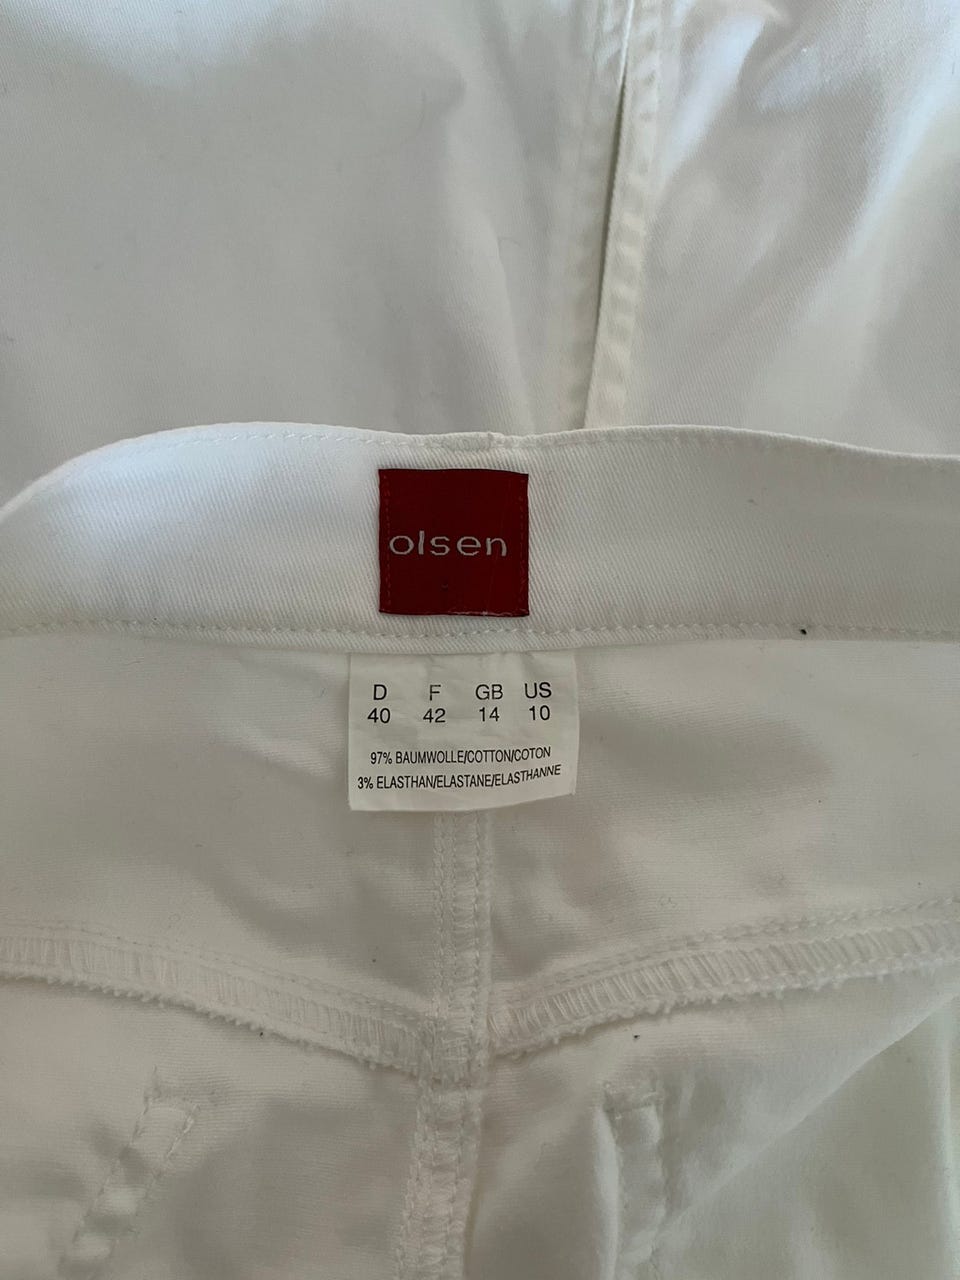 olsen
D F GB US
40 42 14 10
97% BAUMWOLLE/COTTON/COTON
3% ELASTHAN/ELASTANE/ELASTHANNE